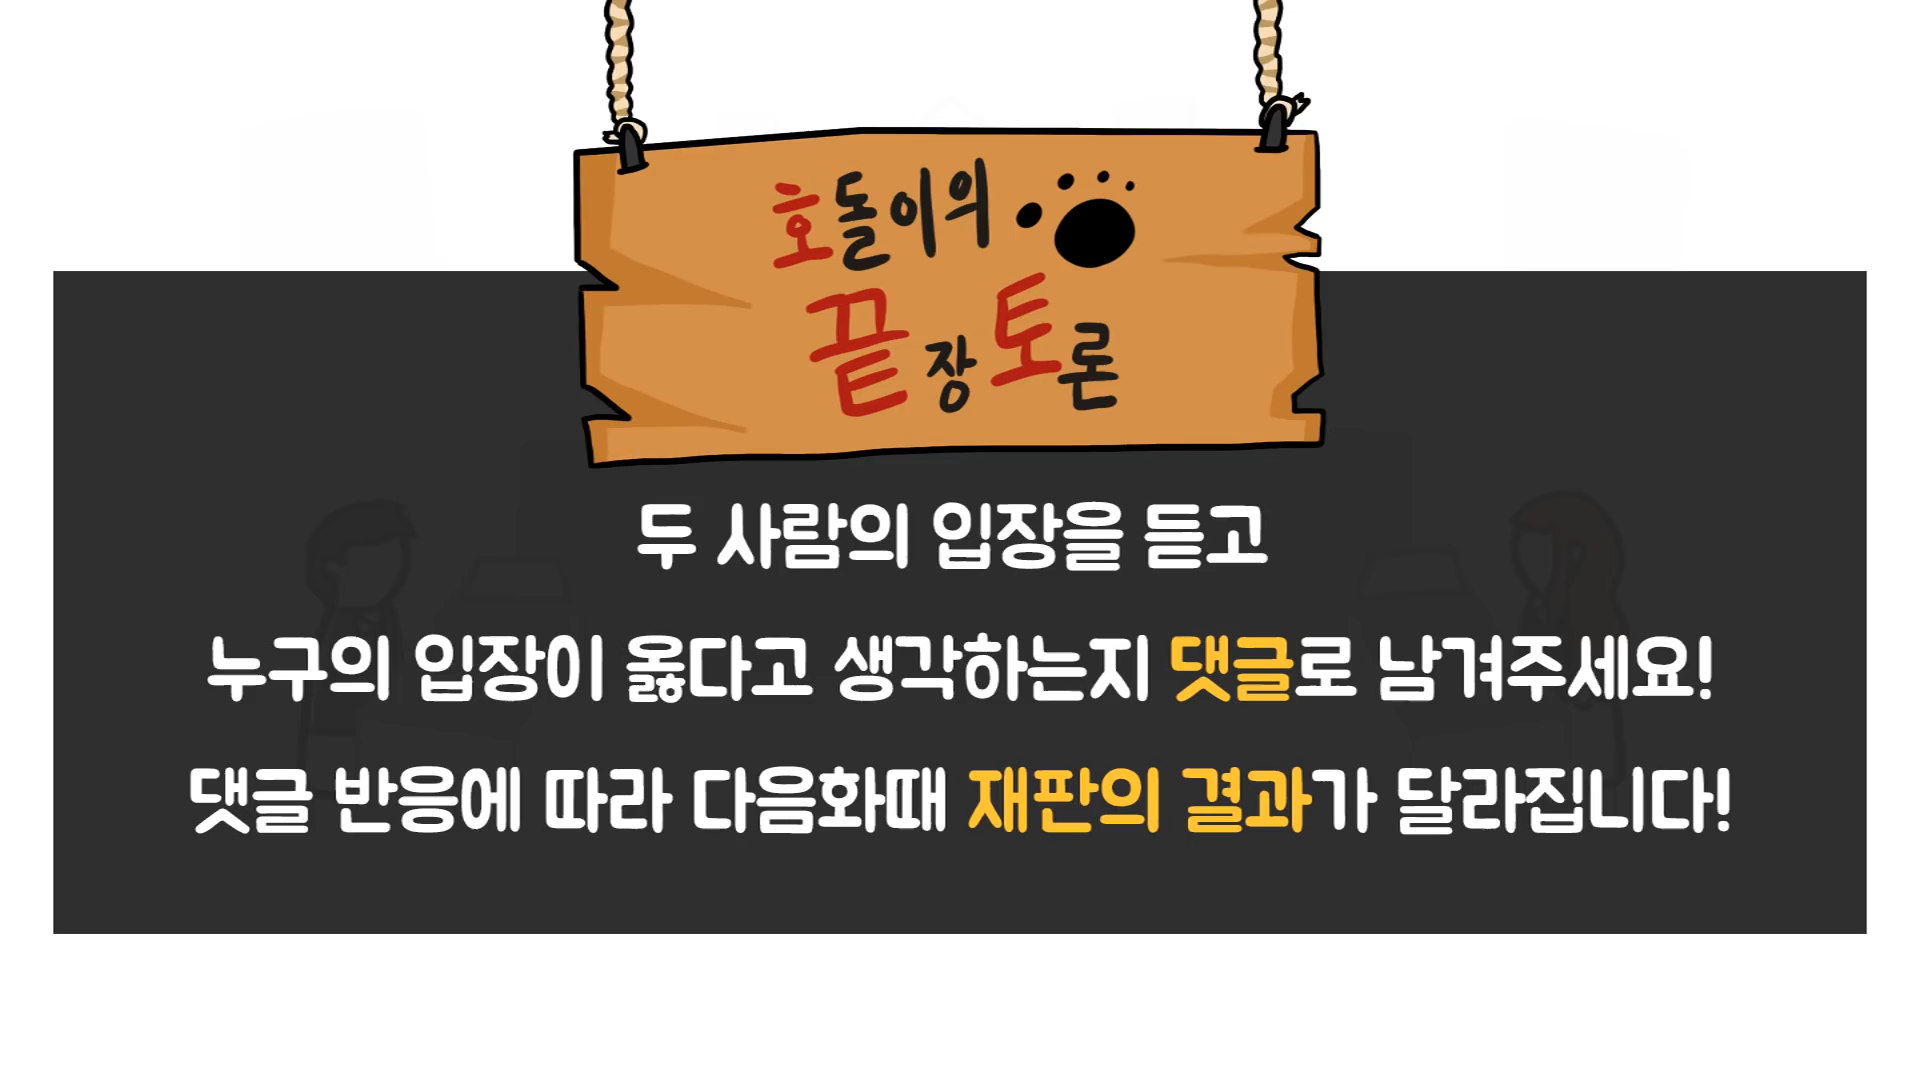 호돌이의
끝장토론
두 사람의 입장을 듣고
누구의 입장이 옳다고 생각하는지 댓글로 남겨주세요!
댓글 반응에 따라 다음화때 재판의 결과가 달라집니다!